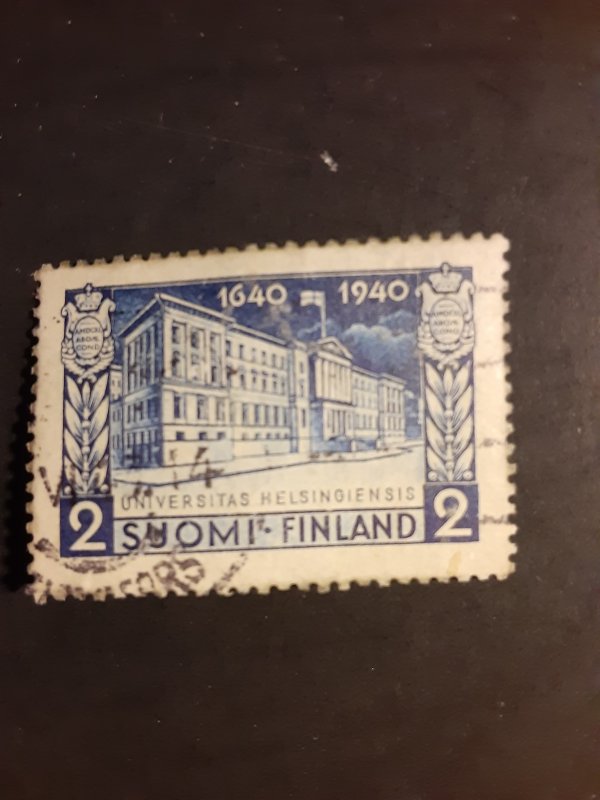 1640 1940
UNIVERSITAS HELSINGIENSIS
2 SUOMI-FINLAND 2